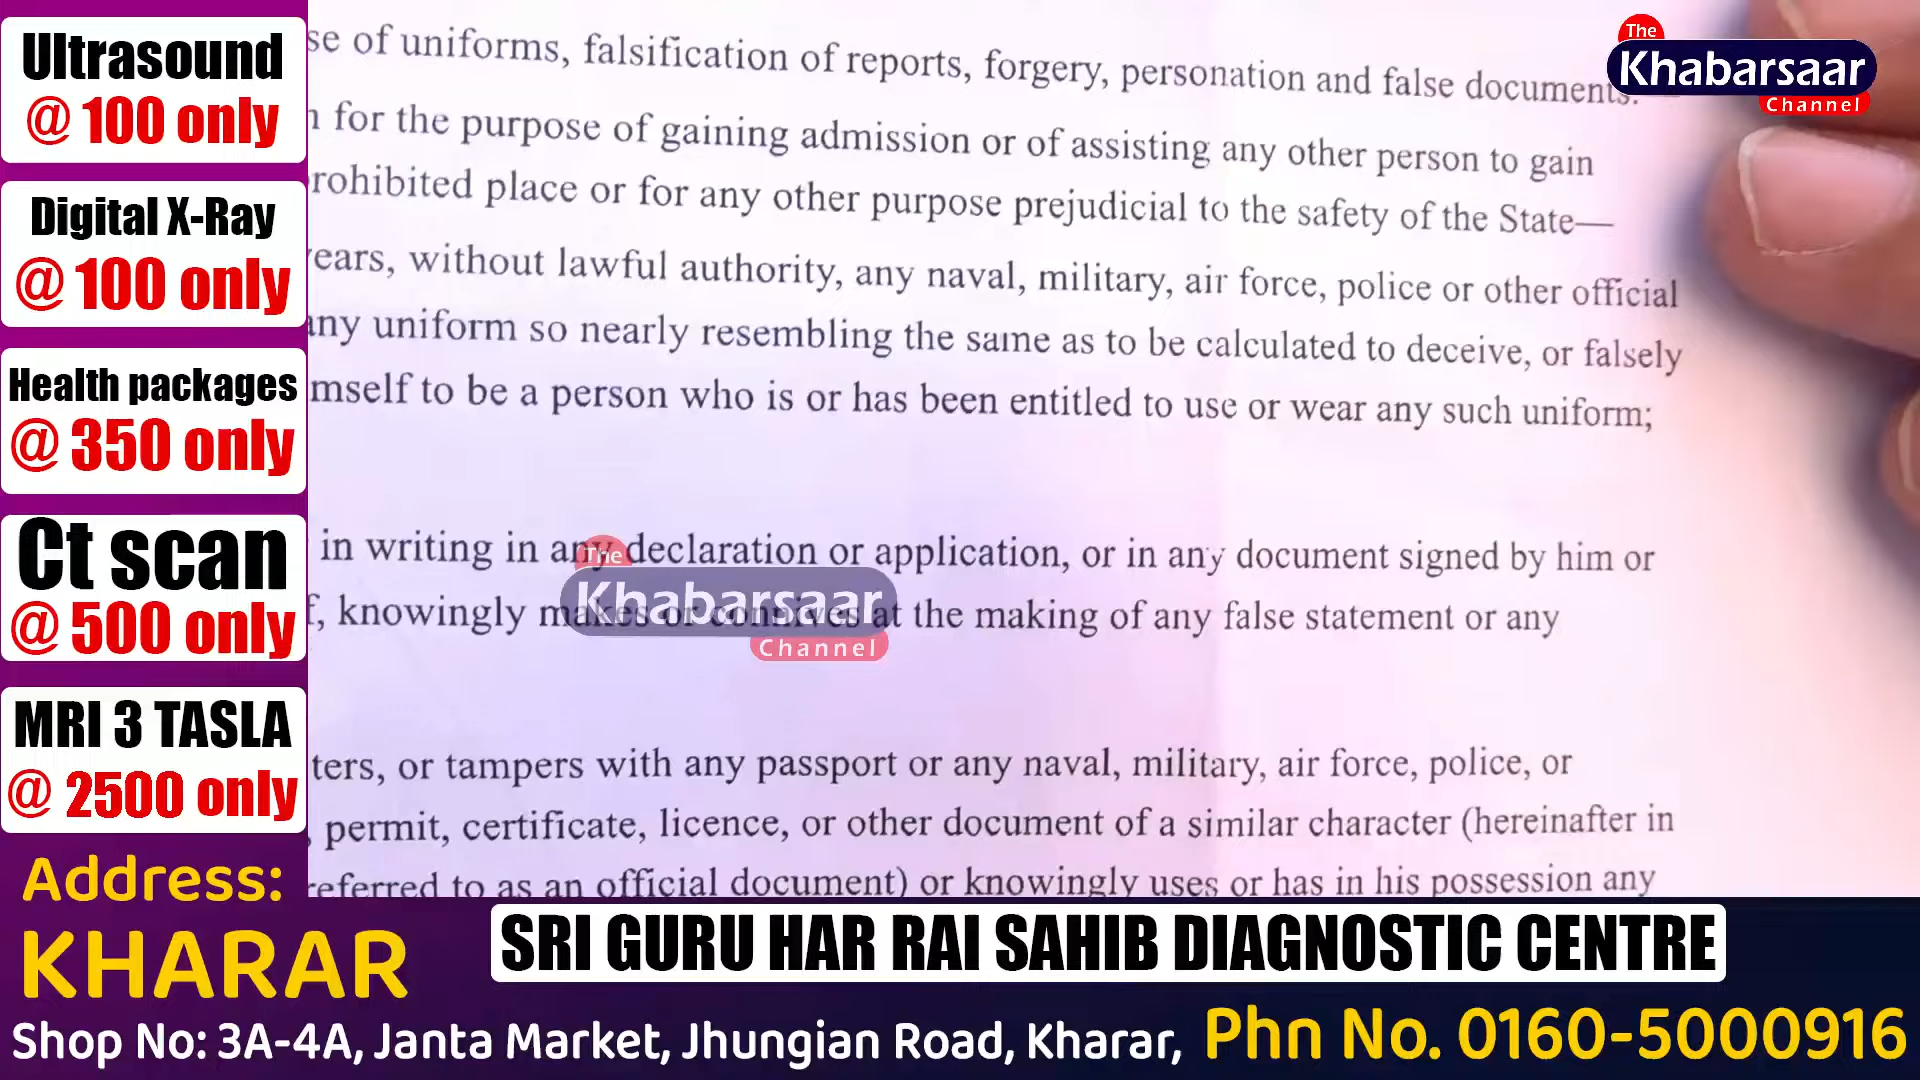 Ultrasound
@ 100 only
Digital X-Ray
@ 100 only
Health packages
@ 350 only
Ct scan
@ 500 only
MRI 3 TASLA
@ 2500 only
Address:
KHARAR
Shop No: 3A-4A, Janta Market, Jhungian Road, Kharar,
SRI GURU HAR RAI SAHIB DIAGNOSTIC CENTRE
Phn No. 0160-5000916
The
Khabarsaar
Channel
se of uniforms, falsification of reports, forgery, personation and false documents.
n for the purpose of gaining admission or of assisting any other person to gain
rohibited place or for any other purpose prejudicial to the safety of the State—
ears, without lawful authority, any naval, military, air force, police or other official
any uniform so nearly resembling the same as to be calculated to deceive, or falsely
mself to be a person who is or has been entitled to use or wear any such uniform;
in writing in any declaration or application, or in any document signed by him or
f, knowingly makes or connives at the making of any false statement or any
The
Khabarsaar
Channel
ters, or tampers with any passport or any naval, military, air force, police, or
, permit, certificate, licence, or other document of a similar character (hereinafter in
referred to as an official document) or knowingly uses or has in his possession any